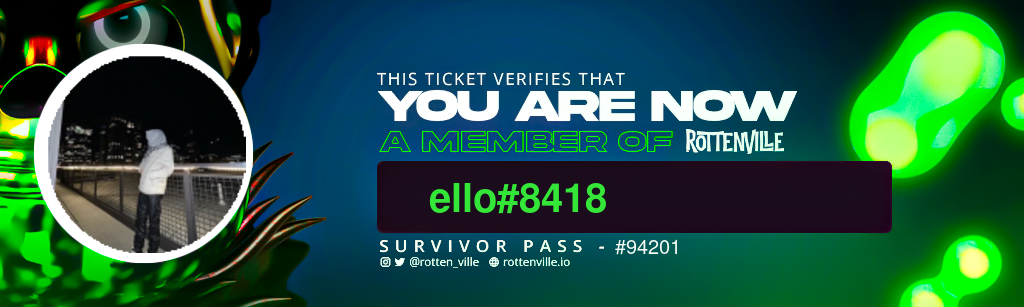 THIS TICKET VERIFIES THAT
YOU ARE NOW
A MEMBER OF ROTTENVILLE
ello#8418
SURVIVOR PASS - #94201
@rotten_ville rottenville.io